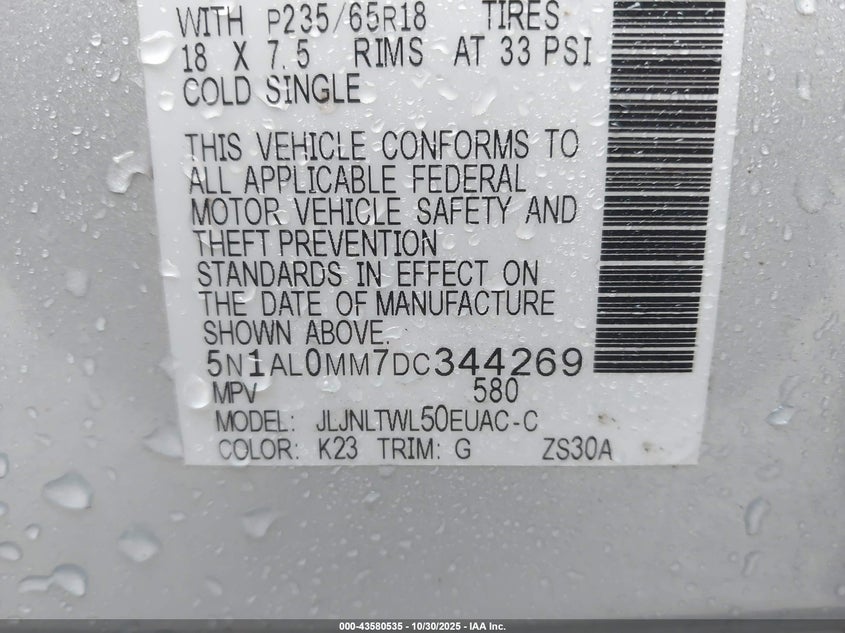 WITH P235/65R18 TIRES
18 X 7.5 RIMS AT 33 PSI
COLD SINGLE
THIS VEHICLE CONFORMS TO
ALL APPLICABLE FEDERAL
MOTOR VEHICLE SAFETY AND
THEFT PREVENTION
STANDARDS IN EFFECT ON
THE DATE OF MANUFACTURE
SHOWN ABOVE.
5N1AL0MM7DC344269
MPV 580
MODEL: JLJNLTWL50EUAC-C
COLOR: K23 TRIM: G ZS30A
000-43580535 - 10/30/2025 - IAA Inc.